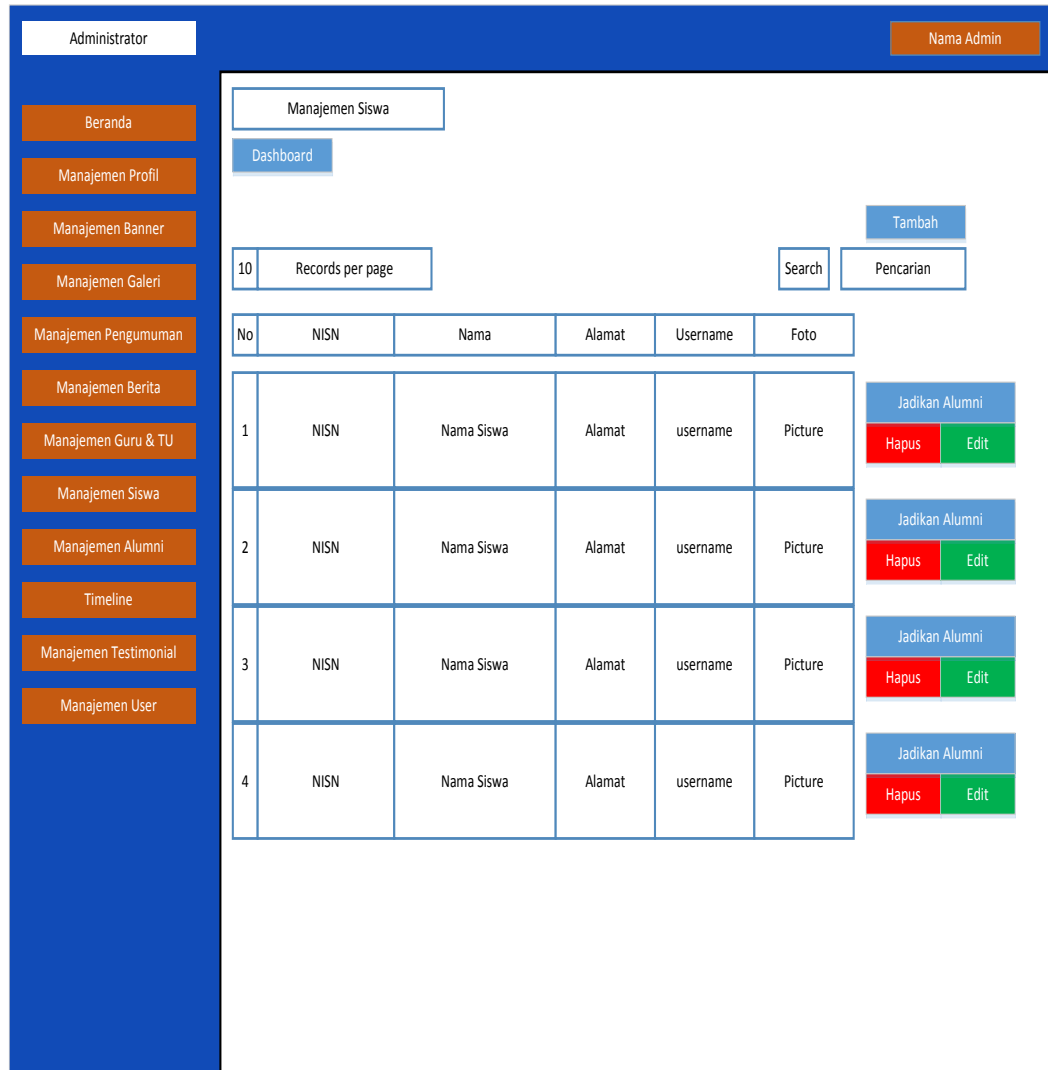 Administrator
Nama Admin
Beranda
Manajemen Profil
Manajemen Banner
Manajemen Galeri
Manajemen Pengumuman
Manajemen Berita
Manajemen Guru & TU
Manajemen Siswa
Manajemen Alumni
Timeline
Manajemen Testimonial
Manajemen User
Manajemen Siswa
Dashboard
Tambah
10 Records per page Search Pencarian
No NISN Nama Alamat Username Foto
1 NISN Nama Siswa Alamat username Picture
Jadikan Alumni
Hapus Edit
2 NISN Nama Siswa Alamat username Picture
Jadikan Alumni
Hapus Edit
3 NISN Nama Siswa Alamat username Picture
Jadikan Alumni
Hapus Edit
4 NISN Nama Siswa Alamat username Picture
Jadikan Alumni
Hapus Edit